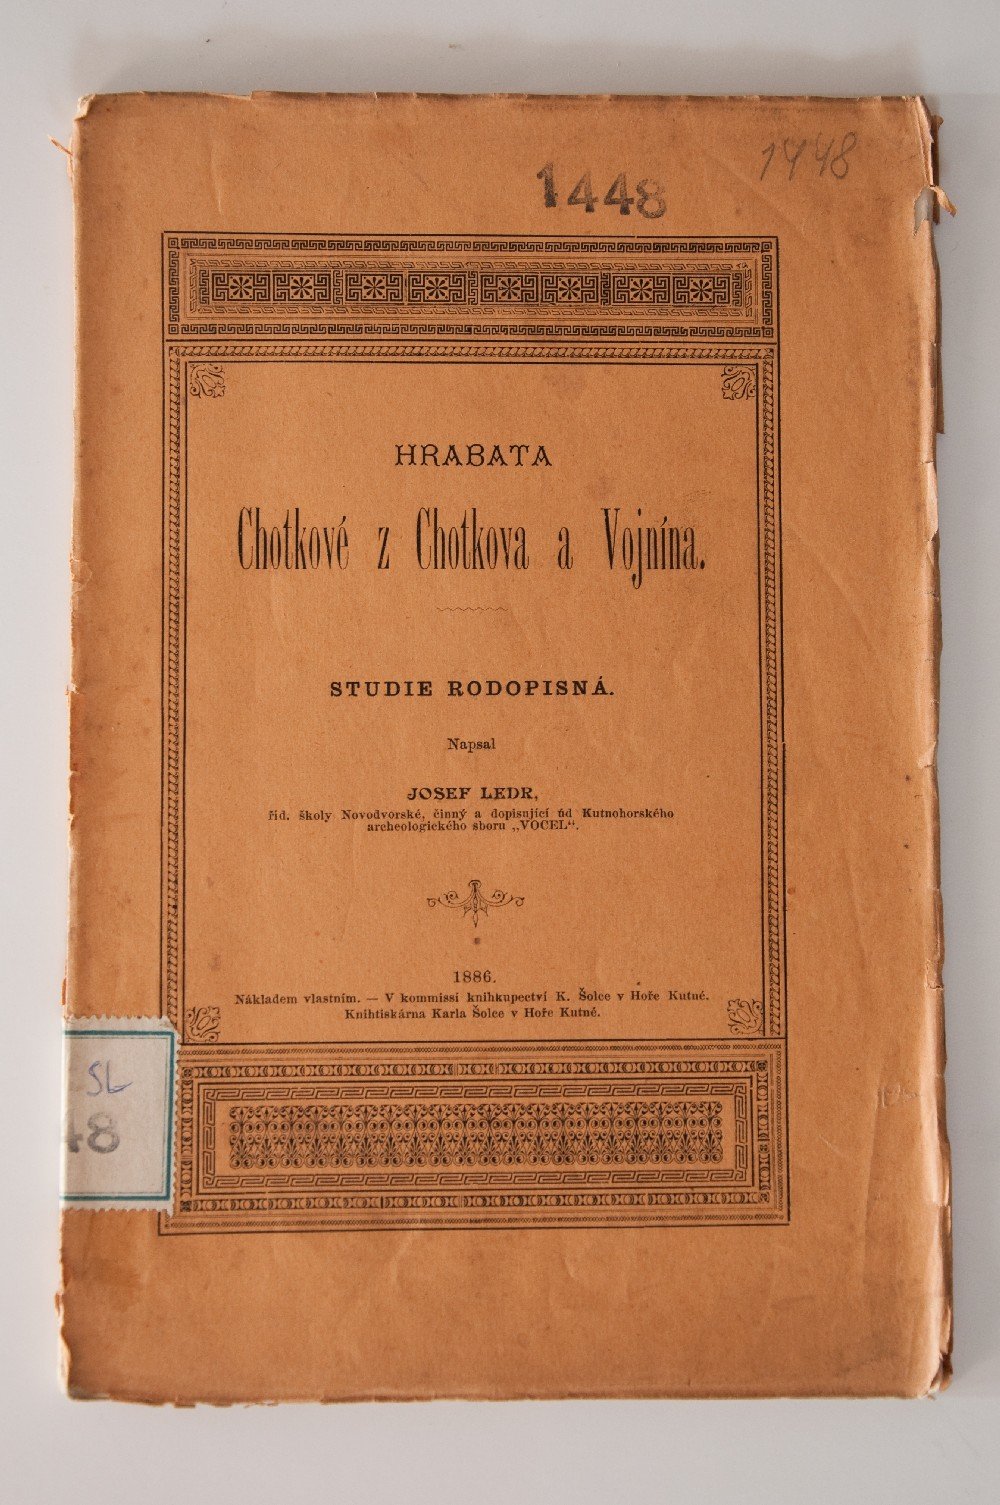 1448
1448
HRABATA
Chotkové z Chotkova a Vojnína.
STUDIE RODOPISNÁ.
Napsal
JOSEF LEDR,
říd. školy Novodvorské, činný a dopisující úd Kutnohorského
archeologického sboru „VOCEL“.
1886.
Nákladem vlastním. — V kommissi knihkupectví K. Šolce v Hoře Kutné.
Knihtiskárna Karla Šolce v Hoře Kutné.
SL
48